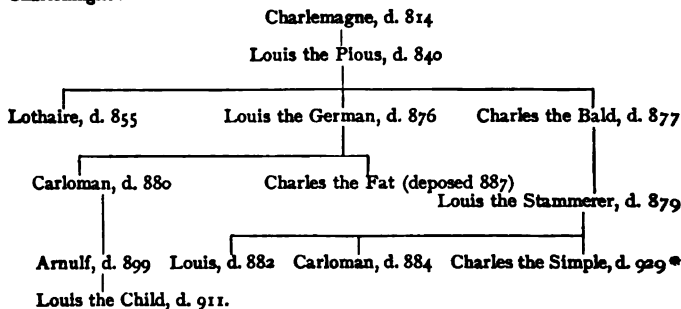 Charlemagne, d. 814
Louis the Pious, d. 840
Lothaire, d. 855 Louis the German, d. 876 Charles the Bald, d. 877
Carloman, d. 880 Charles the Fat (deposed 887)
Louis the Stammerer, d. 879
Arnulf, d. 899 Louis, d. 882 Carloman, d. 884 Charles the Simple, d. 929*
Louis the Child, d. 911.